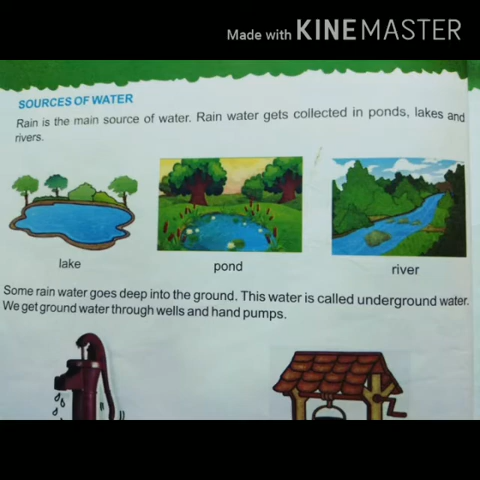 Made with KINEMASTER
SOURCES OF WATER
Rain is the main source of water. Rain water gets collected in ponds, lakes and
rivers.
lake
pond
river
Some rain water goes deep into the ground. This water is called underground water.
We get ground water through wells and hand pumps.